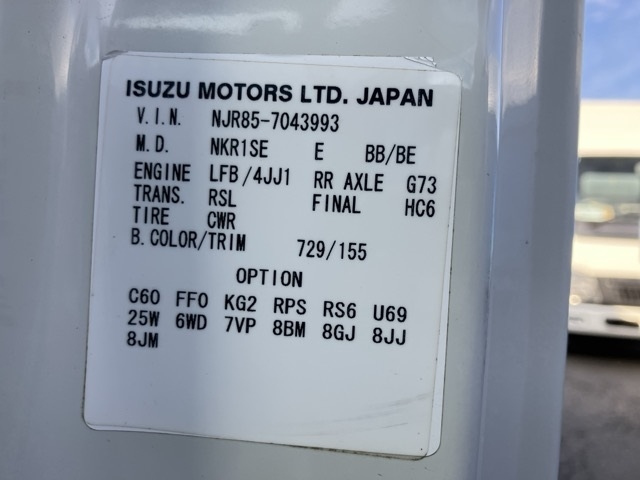 ISUZU MOTORS LTD. JAPAN
V.I.N. NJR85-7043993
M.D. NKR1SE E BB/BE
ENGINE LFB/4JJ1 RR AXLE G73
TRANS. RSL FINAL HC6
TIRE CWR
B.COLOR/TRIM 729/155
OPTION
C60 FFO KG2 RPS RS6 U69
25W 6WD 7VP 8BM 8GJ 8JJ
8JM